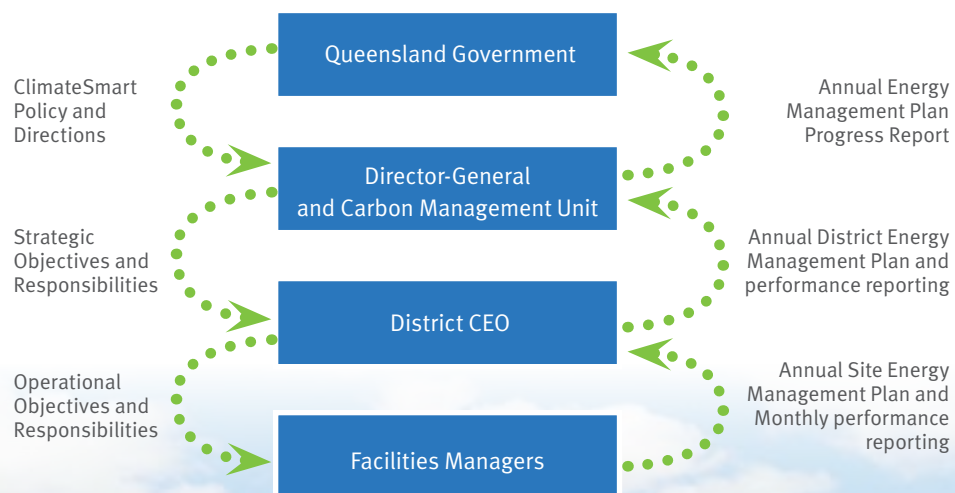 Queensland Government
ClimateSmart
Policy and
Directions
Annual Energy
Management Plan
Progress Report
Director-General
and Carbon Management Unit
Strategic
Objectives and
Responsibilities
Annual District Energy
Management Plan and
performance reporting
District CEO
Operational
Objectives and
Responsibilities
Annual Site Energy
Management Plan and
Monthly performance
reporting
Facilities Managers